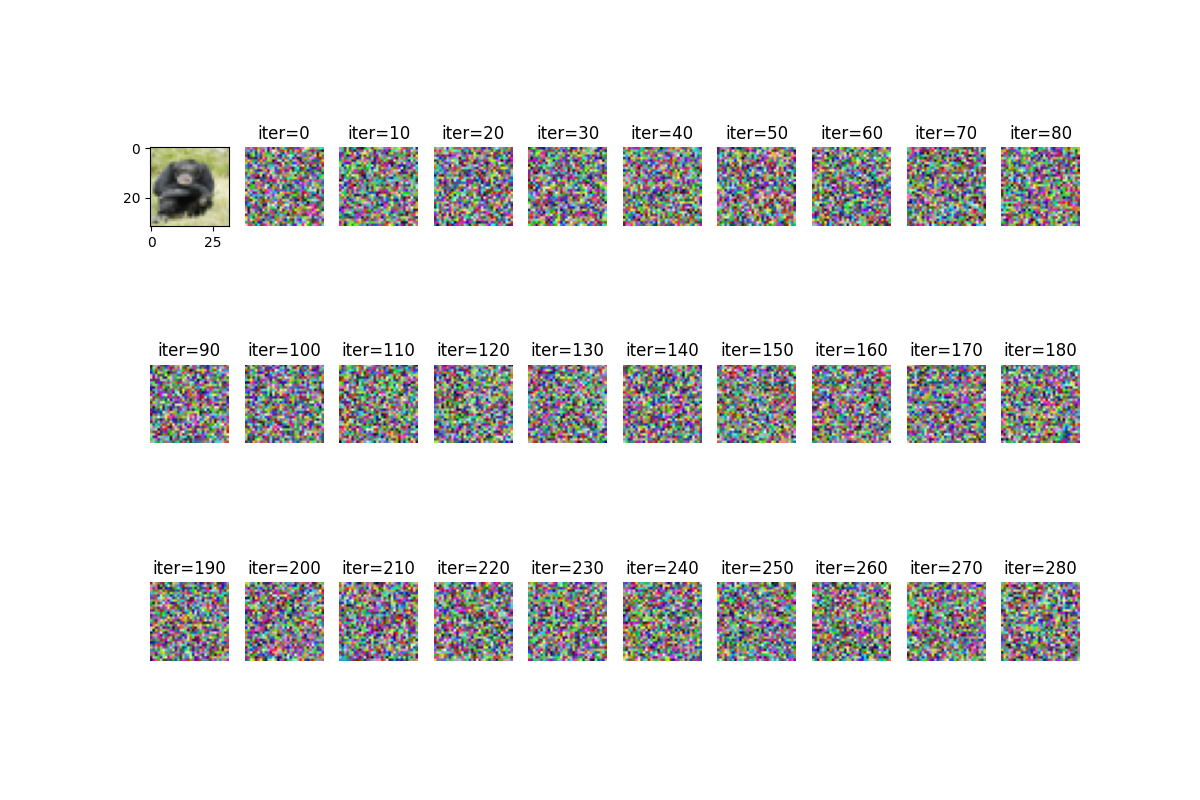 iter=0 iter=10 iter=20 iter=30 iter=40 iter=50 iter=60 iter=70 iter=80
0
20
0 25
iter=90 iter=100 iter=110 iter=120 iter=130 iter=140 iter=150 iter=160 iter=170 iter=180
iter=190 iter=200 iter=210 iter=220 iter=230 iter=240 iter=250 iter=260 iter=270 iter=280